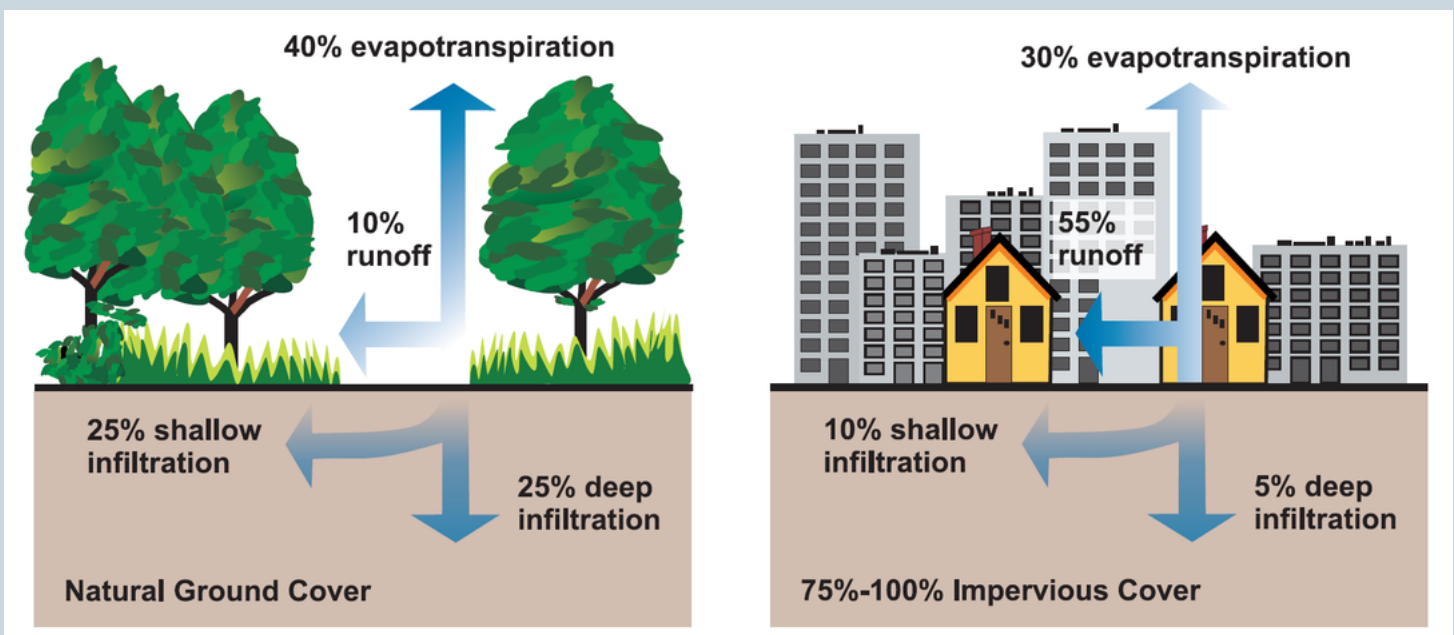 40% evapotranspiration
10%
runoff
25% shallow
infiltration
25% deep
infiltration
Natural Ground Cover
30% evapotranspiration
55%
runoff
10% shallow
infiltration
5% deep
infiltration
75%-100% Impervious Cover